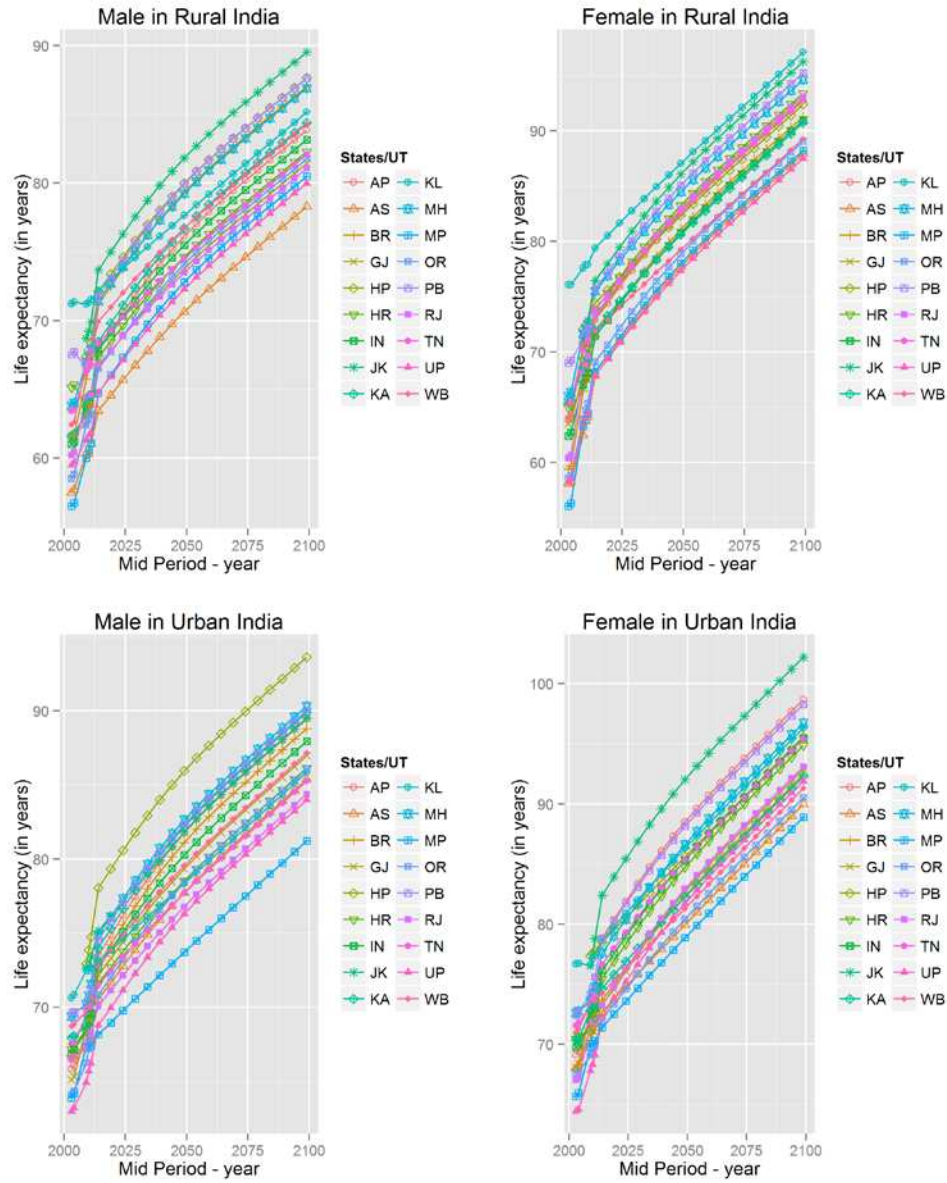 Male in Rural India
Life expectancy (in years)
90
80
70
60
2000 2025 2050 2075 2100
Mid Period - year
States/UT
AP KL
AS MH
BR MP
GJ OR
HP PB
HR RJ
IN TN
JK UP
KA WB
Female in Rural India
Life expectancy (in years)
90
80
70
60
2000 2025 2050 2075 2100
Mid Period - year
States/UT
AP KL
AS MH
BR MP
GJ OR
HP PB
HR RJ
IN TN
JK UP
KA WB
Male in Urban India
Life expectancy (in years)
90
80
70
2000 2025 2050 2075 2100
Mid Period - year
States/UT
AP KL
AS MH
BR MP
GJ OR
HP PB
HR RJ
IN TN
JK UP
KA WB
Female in Urban India
Life expectancy (in years)
100
90
80
70
2000 2025 2050 2075 2100
Mid Period - year
States/UT
AP KL
AS MH
BR MP
GJ OR
HP PB
HR RJ
IN TN
JK UP
KA WB